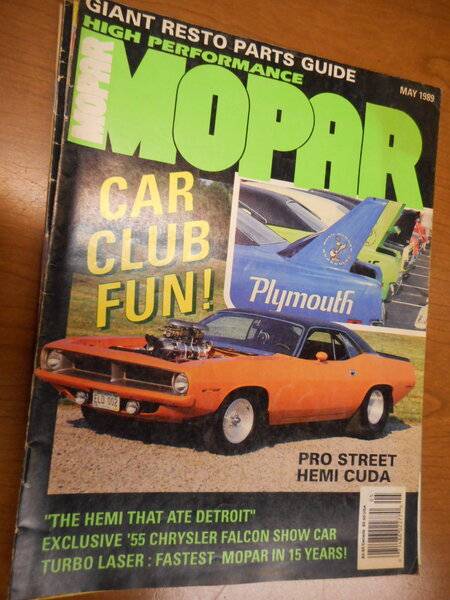 GIANT RESTO PARTS GUIDE
HIGH PERFORMANCE
MAY 1989
MOPAR
MOPAR
CAR
CLUB
FUN!
Plymouth
PRO STREET
HEMI CUDA
"THE HEMI THAT ATE DETROIT"
EXCLUSIVE '55 CHRYSLER FALCON SHOW CAR
TURBO LASER: FASTEST MOPAR IN 15 YEARS!